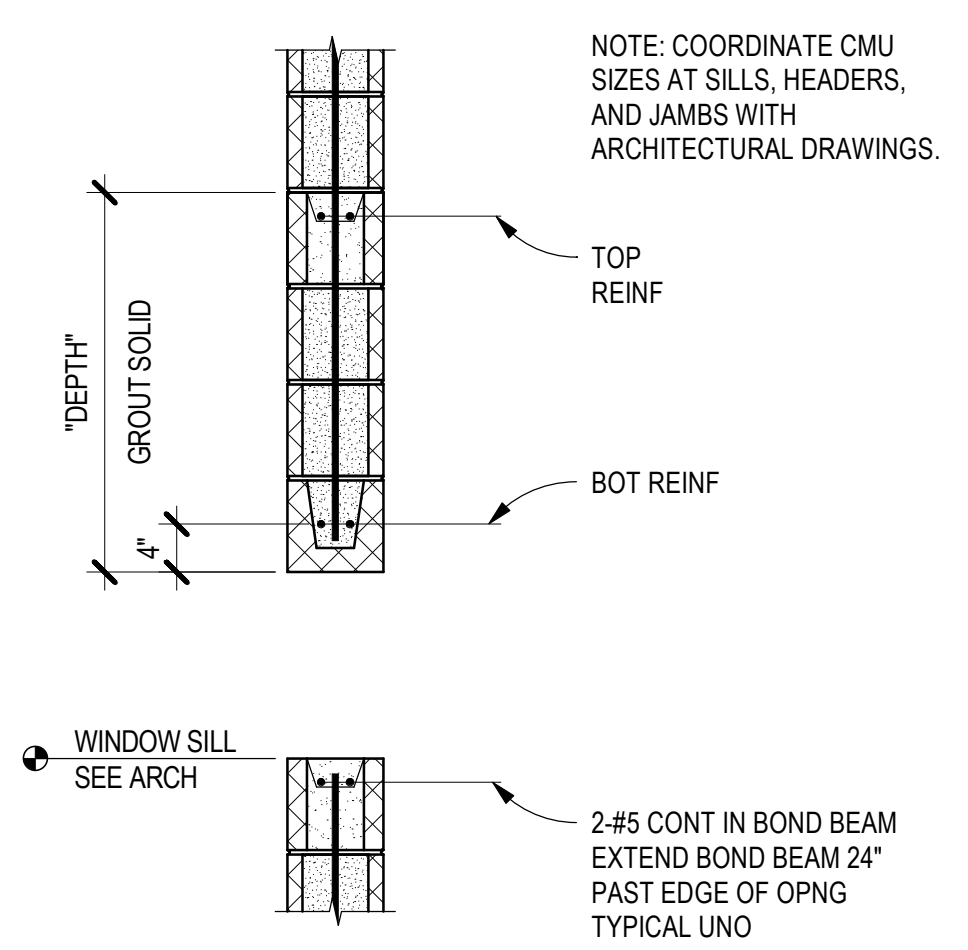 NOTE: COORDINATE CMU
SIZES AT SILLS, HEADERS,
AND JAMBS WITH
ARCHITECTURAL DRAWINGS.
TOP
REINF
"DEPTH"
GROUT SOLID
BOT REINF
4"
WINDOW SILL
SEE ARCH
2-#5 CONT IN BOND BEAM
EXTEND BOND BEAM 24"
PAST EDGE OF OPNG
TYPICAL UNO